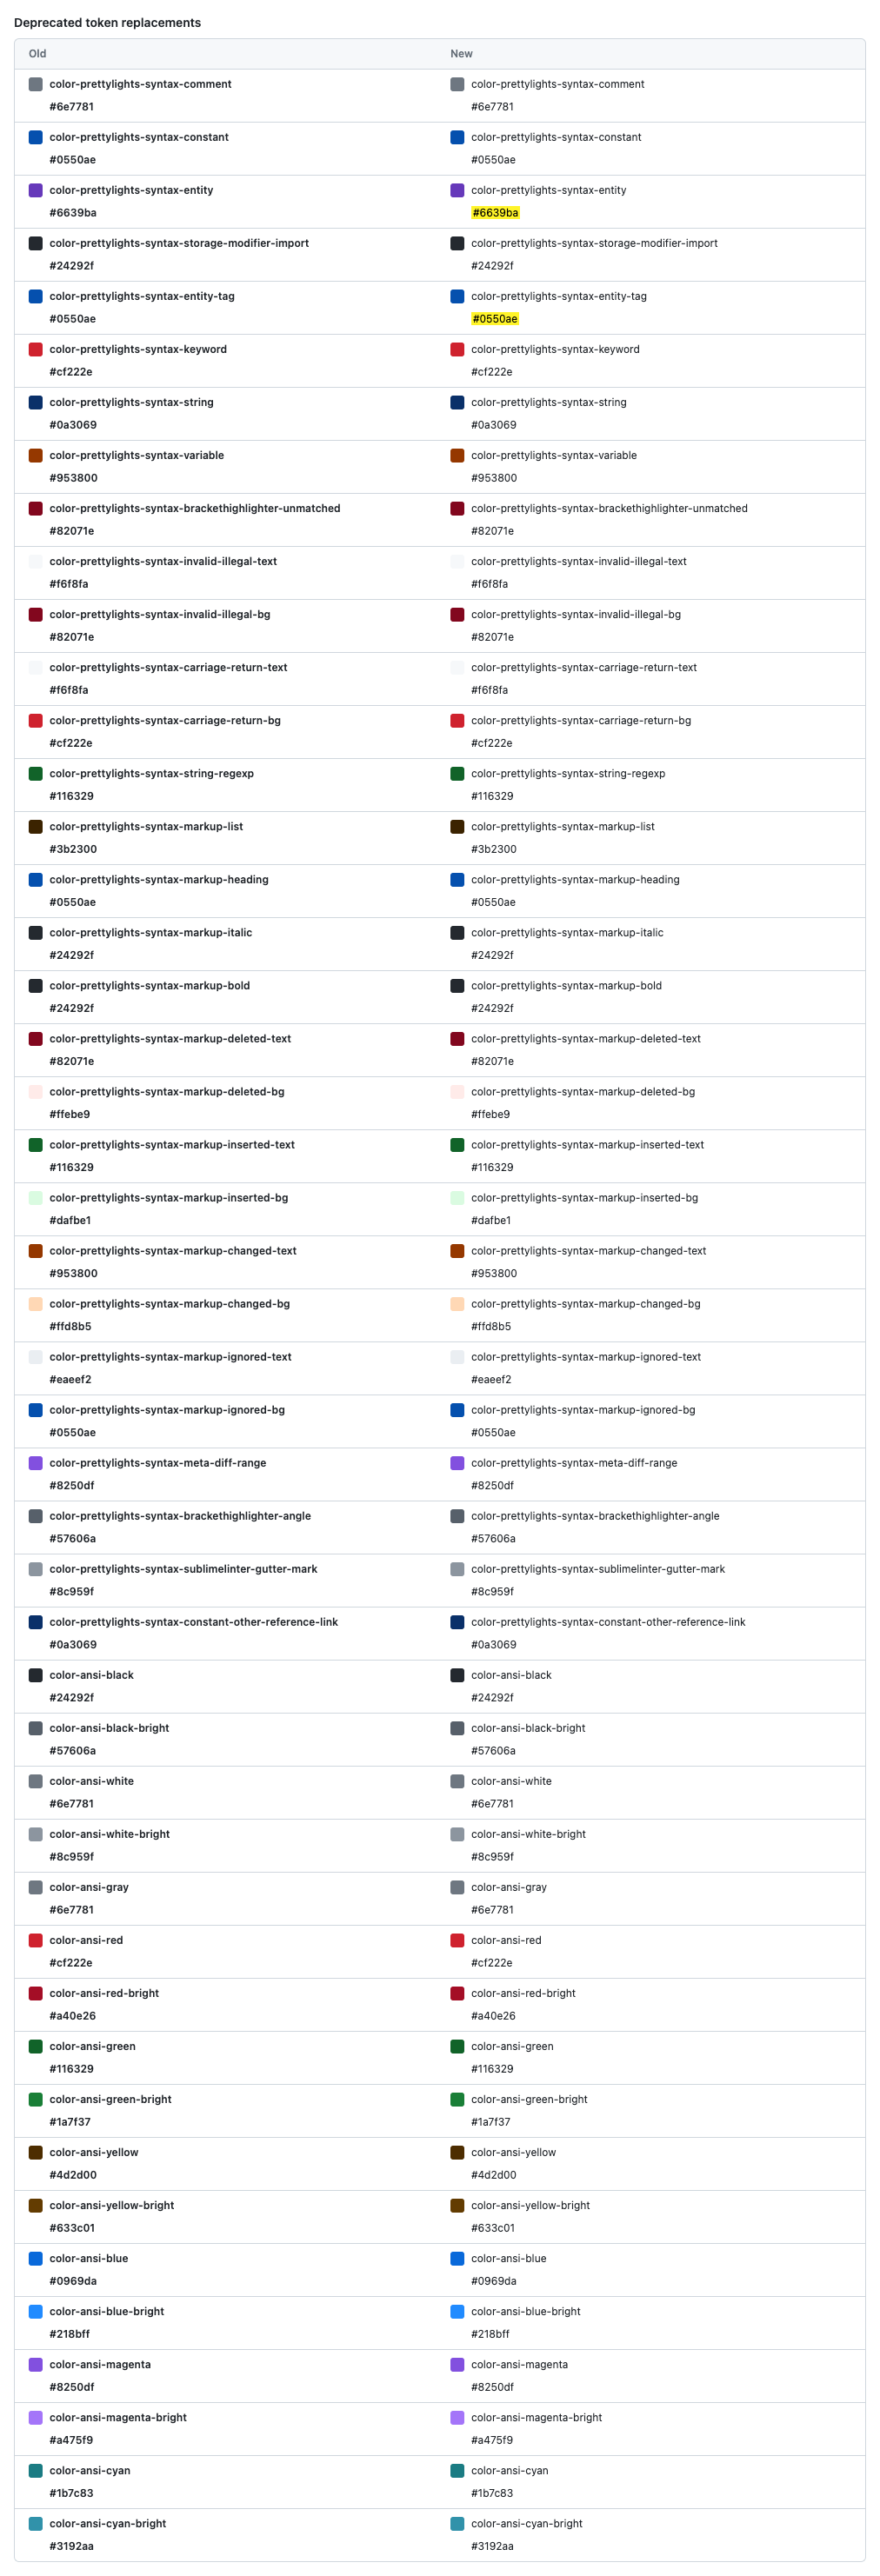 Deprecated token replacements
Old New
color-prettylights-syntax-comment color-prettylights-syntax-comment
#6e7781 #6e7781
color-prettylights-syntax-constant color-prettylights-syntax-constant
#0550ae #0550ae
color-prettylights-syntax-entity color-prettylights-syntax-entity
#6639ba #6639ba
color-prettylights-syntax-storage-modifier-import color-prettylights-syntax-storage-modifier-import
#24292f #24292f
color-prettylights-syntax-entity-tag color-prettylights-syntax-entity-tag
#0550ae #0550ae
color-prettylights-syntax-keyword color-prettylights-syntax-keyword
#cf222e #cf222e
color-prettylights-syntax-string color-prettylights-syntax-string
#0a3069 #0a3069
color-prettylights-syntax-variable color-prettylights-syntax-variable
#953800 #953800
color-prettylights-syntax-brackethighlighter-unmatched color-prettylights-syntax-brackethighlighter-unmatched
#82071e #82071e
color-prettylights-syntax-invalid-illegal-text color-prettylights-syntax-invalid-illegal-text
#f6f8fa #f6f8fa
color-prettylights-syntax-invalid-illegal-bg color-prettylights-syntax-invalid-illegal-bg
#82071e #82071e
color-prettylights-syntax-carriage-return-text color-prettylights-syntax-carriage-return-text
#f6f8fa #f6f8fa
color-prettylights-syntax-carriage-return-bg color-prettylights-syntax-carriage-return-bg
#cf222e #cf222e
color-prettylights-syntax-string-regexp color-prettylights-syntax-string-regexp
#116329 #116329
color-prettylights-syntax-markup-list color-prettylights-syntax-markup-list
#3b2300 #3b2300
color-prettylights-syntax-markup-heading color-prettylights-syntax-markup-heading
#0550ae #0550ae
color-prettylights-syntax-markup-italic color-prettylights-syntax-markup-italic
#24292f #24292f
color-prettylights-syntax-markup-bold color-prettylights-syntax-markup-bold
#24292f #24292f
color-prettylights-syntax-markup-deleted-text color-prettylights-syntax-markup-deleted-text
#82071e #82071e
color-prettylights-syntax-markup-deleted-bg color-prettylights-syntax-markup-deleted-bg
#ffebe9 #ffebe9
color-prettylights-syntax-markup-inserted-text color-prettylights-syntax-markup-inserted-text
#116329 #116329
color-prettylights-syntax-markup-inserted-bg color-prettylights-syntax-markup-inserted-bg
#dafbe1 #dafbe1
color-prettylights-syntax-markup-changed-text color-prettylights-syntax-markup-changed-text
#953800 #953800
color-prettylights-syntax-markup-changed-bg color-prettylights-syntax-markup-changed-bg
#ffd8b5 #ffd8b5
color-prettylights-syntax-markup-ignored-text color-prettylights-syntax-markup-ignored-text
#eaeef2 #eaeef2
color-prettylights-syntax-markup-ignored-bg color-prettylights-syntax-markup-ignored-bg
#0550ae #0550ae
color-prettylights-syntax-meta-diff-range color-prettylights-syntax-meta-diff-range
#8250df #8250df
color-prettylights-syntax-brackethighlighter-angle color-prettylights-syntax-brackethighlighter-angle
#57606a #57606a
color-prettylights-syntax-sublimelinter-gutter-mark color-prettylights-syntax-sublimelinter-gutter-mark
#8c959f #8c959f
color-prettylights-syntax-constant-other-reference-link color-prettylights-syntax-constant-other-reference-link
#0a3069 #0a3069
color-ansi-black color-ansi-black
#24292f #24292f
color-ansi-black-bright color-ansi-black-bright
#57606a #57606a
color-ansi-white color-ansi-white
#6e7781 #6e7781
color-ansi-white-bright color-ansi-white-bright
#8c959f #8c959f
color-ansi-gray color-ansi-gray
#6e7781 #6e7781
color-ansi-red color-ansi-red
#cf222e #cf222e
color-ansi-red-bright color-ansi-red-bright
#a40e26 #a40e26
color-ansi-green color-ansi-green
#116329 #116329
color-ansi-green-bright color-ansi-green-bright
#1a7f37 #1a7f37
color-ansi-yellow color-ansi-yellow
#4d2d00 #4d2d00
color-ansi-yellow-bright color-ansi-yellow-bright
#633c01 #633c01
color-ansi-blue color-ansi-blue
#0969da #0969da
color-ansi-blue-bright color-ansi-blue-bright
#218bff #218bff
color-ansi-magenta color-ansi-magenta
#8250df #8250df
color-ansi-magenta-bright color-ansi-magenta-bright
#a475f9 #a475f9
color-ansi-cyan color-ansi-cyan
#1b7c83 #1b7c83
color-ansi-cyan-bright color-ansi-cyan-bright
#3192aa #3192aa